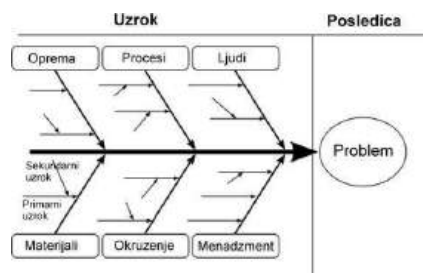 Uzrok
Posledica
Oprema
Procesi
Ljudi
Problem
Sekundarni
uzrok
Primarni
uzrok
Materijali
Okruzenje
Menadzment